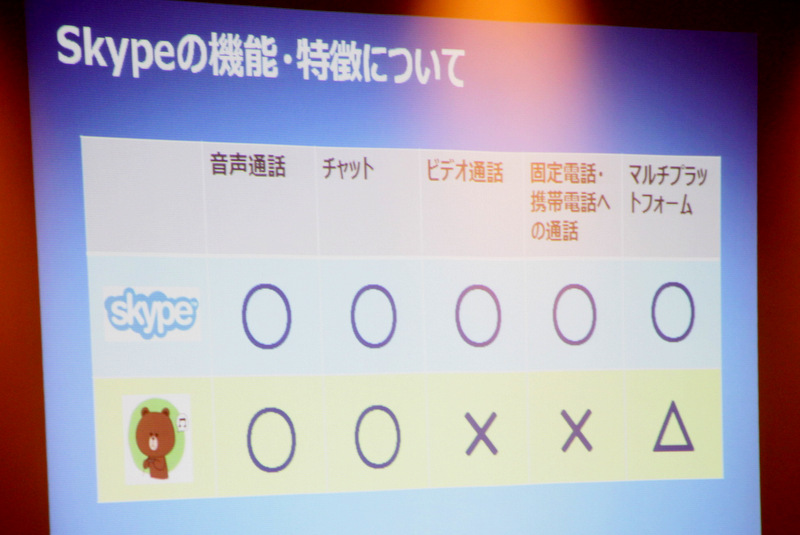 Skypeの機能・特徴について
音声通話
チャット
ビデオ通話
固定電話・
携帯電話へ
の通話
マルチプラッ
トフォーム
skype
○ ○ ○ ○ ○
○ ○ × × △